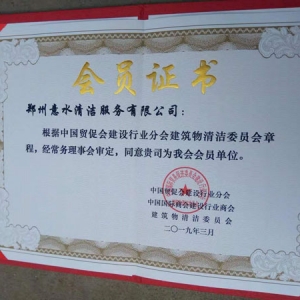 会员证书
郑州意水清洁服务有限公司：
根据中国贸促会建设行业分会建筑物清洁委员会章
程，经常务理事会审定，同意贵司为我会会员单位。
中国贸促会建设行业分会
中国国际商会建设行业商会
建筑物清洁委员会
二〇一九年三月